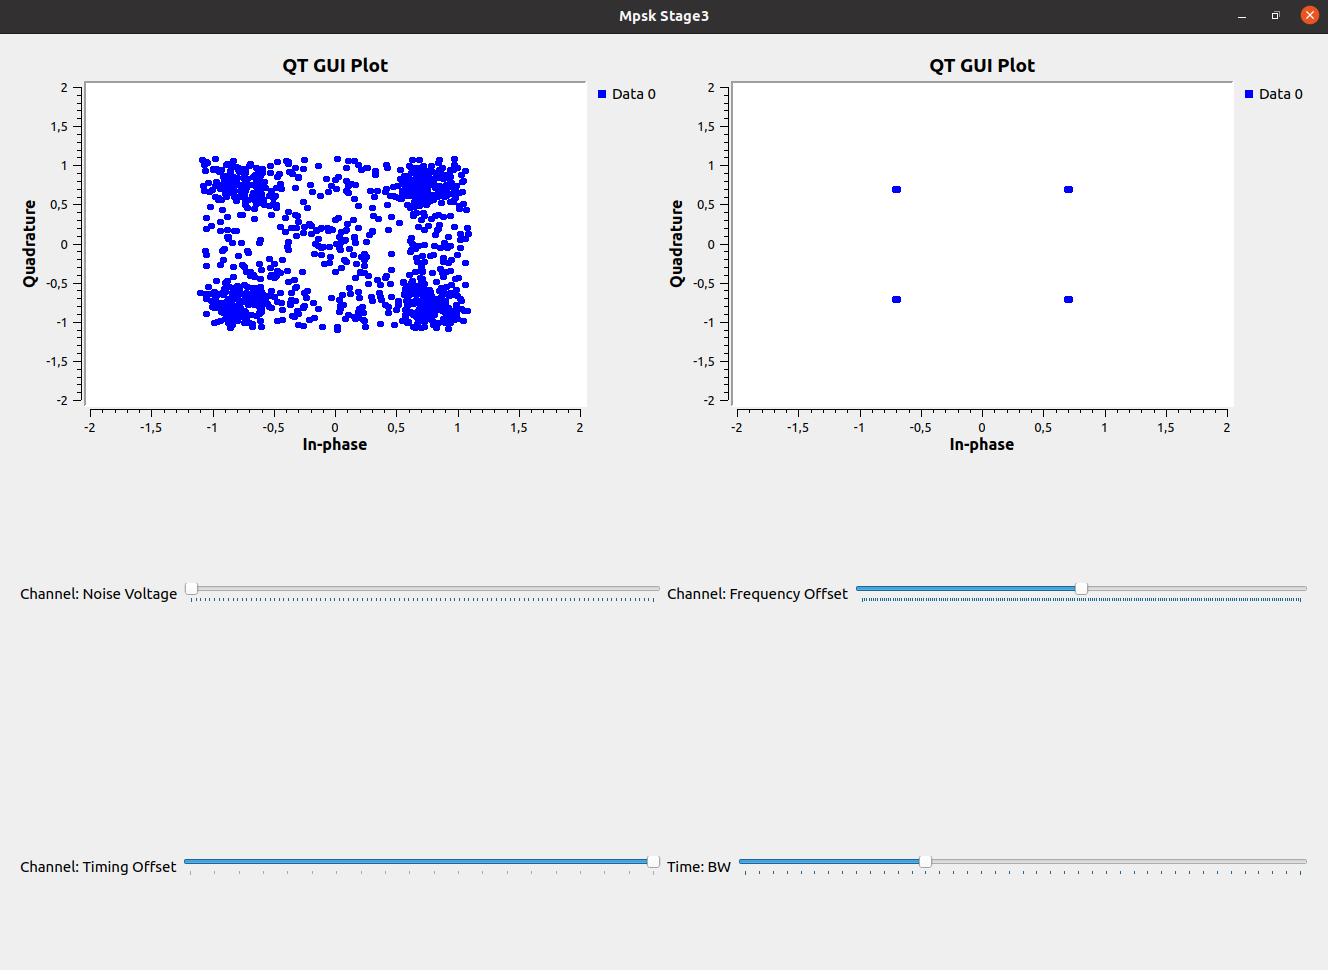 Mpsk Stage3
QT GUI Plot
2
1,5
1
0,5
0
-0,5
-1
-1,5
-2
Quadrature
-2
-1,5
-1
-0,5
0
0,5
1
1,5
2
In-phase
Data 0
QT GUI Plot
2
1,5
1
0,5
0
-0,5
-1
-1,5
-2
Quadrature
-2
-1,5
-1
-0,5
0
0,5
1
1,5
2
In-phase
Data 0
Channel: Noise Voltage
Channel: Frequency Offset
Channel: Timing Offset
Time: BW